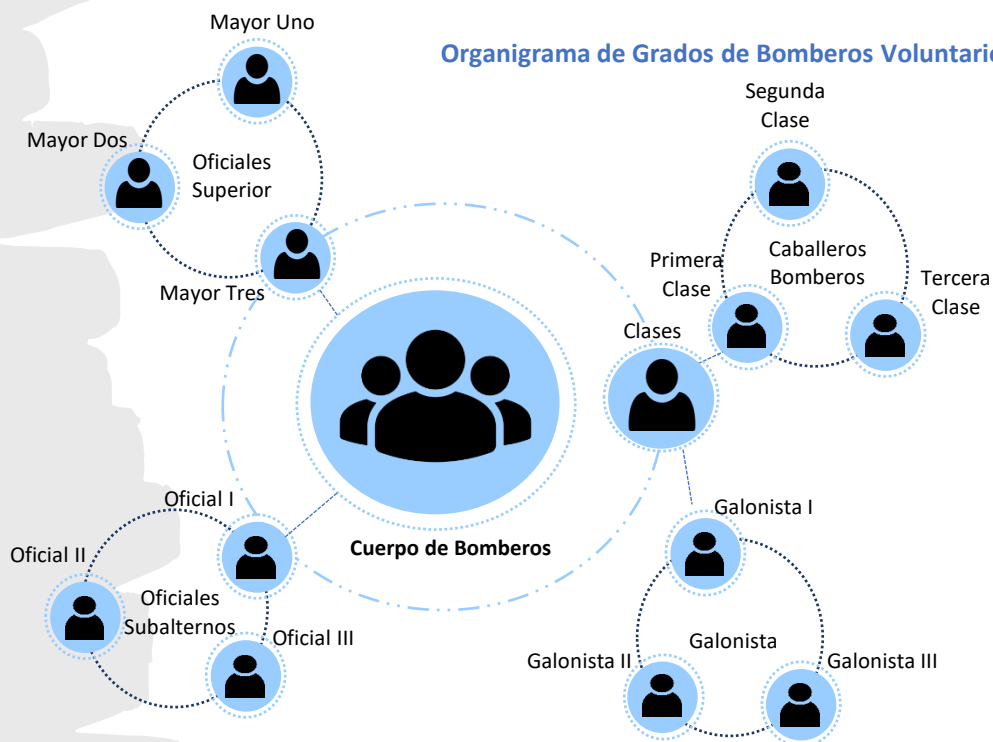 Organigrama de Grados de Bomberos Voluntario
Mayor Uno
Mayor Dos
Oficiales
Superior
Mayor Tres
Segunda
Clase
Primera
Clase
Caballeros
Bomberos
Tercera
Clase
Clases
Cuerpo de Bomberos
Oficial I
Oficial II
Oficiales
Subalternos
Oficial III
Galonista I
Galonista II
Galonista
Galonista III